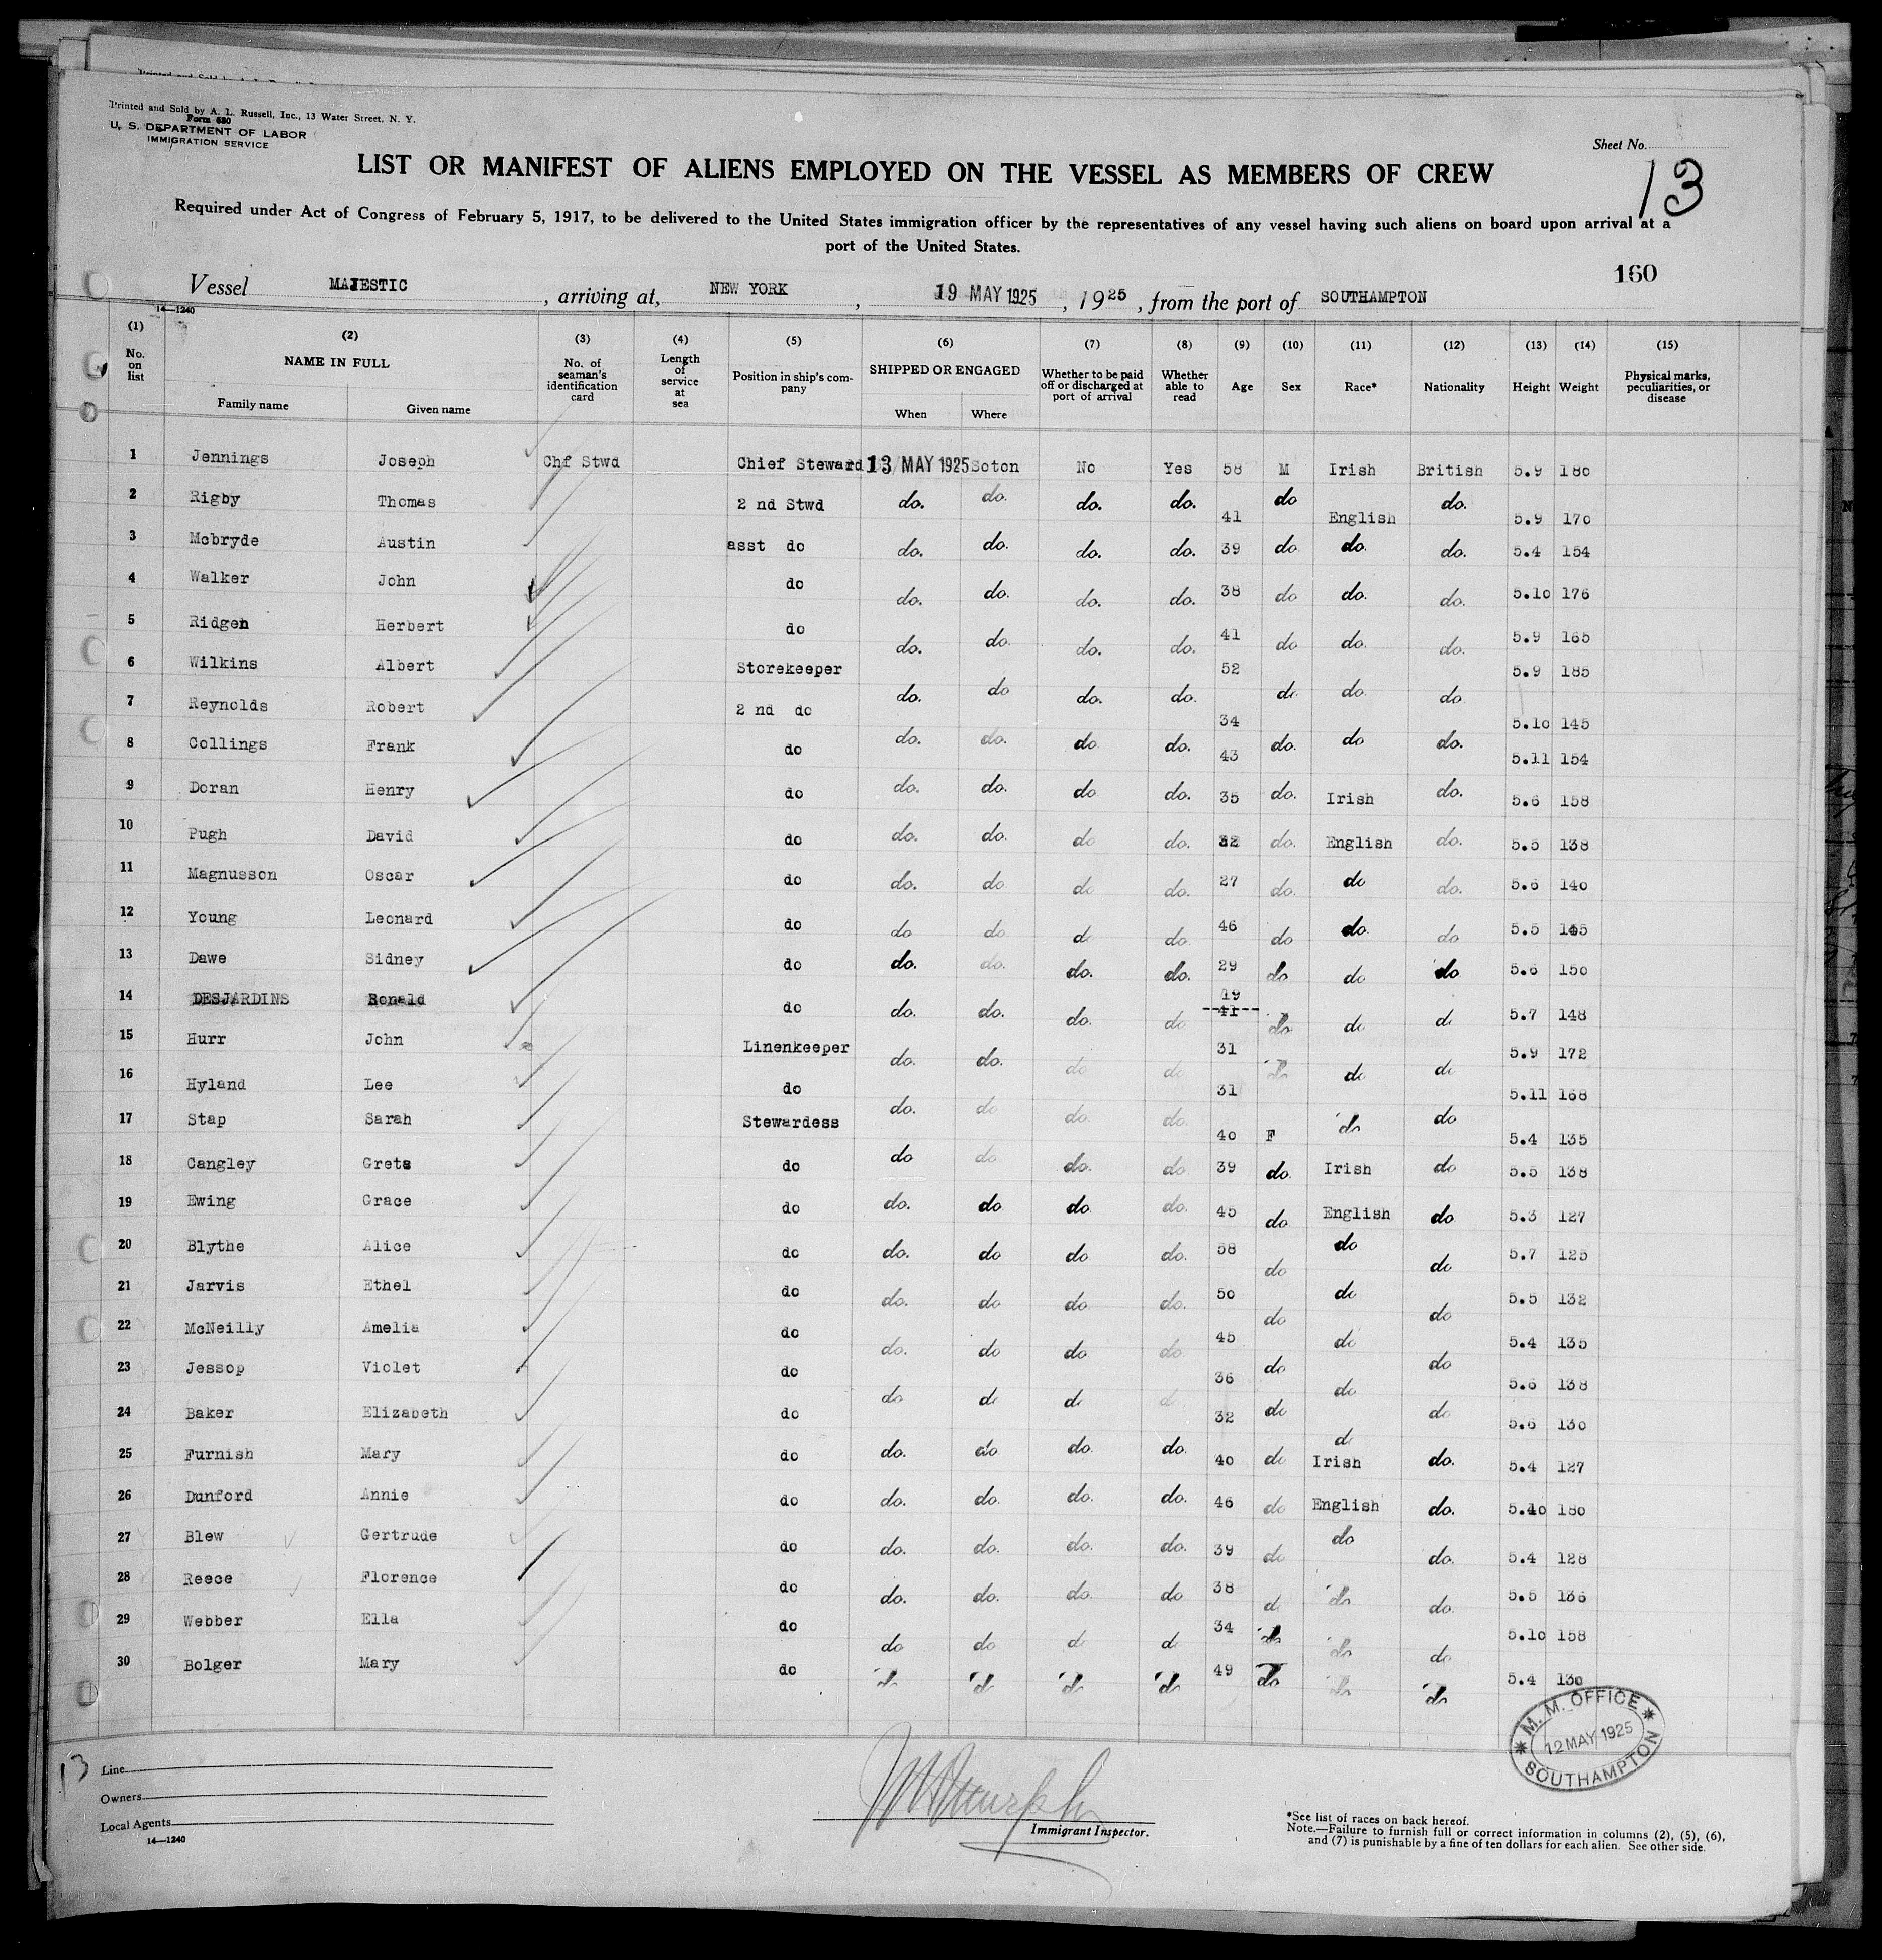 Printed and Sold by A. L. Russell, Inc., 13 Water Street, N. Y.
Form 680
U. S. DEPARTMENT OF LABOR
IMMIGRATION SERVICE
Sheet No.
13
LIST OR MANIFEST OF ALIENS EMPLOYED ON THE VESSEL AS MEMBERS OF CREW
Required under Act of Congress of February 5, 1917, to be delivered to the United States immigration officer by the representatives of any vessel having such aliens on board upon arrival at a
port of the United States.
160
Vessel MAJESTIC , arriving at, NEW YORK , 19 MAY 1925 , 1925 , from the port of SOUTHAMPTON
14—1240
(1) No. on list (2) NAME IN FULL Family name Given name (3) No. of seaman's identification card (4) Length of service at sea (5) Position in ship's company (6) SHIPPED OR ENGAGED When Where (7) Whether to be paid off or discharged at port of arrival (8) Whether able to read (9) Age (10) Sex (11) Race* (12) Nationality (13) Height (14) Weight (15) Physical marks, peculiarities, or disease
1 Jennings Joseph Chf Stwd Chief Steward 13 MAY 1925 Soton No Yes 58 M Irish British 5.9 180
2 Rigby Thomas 2 nd Stwd do. do. do. do. 41 do English do. 5.9 170
3 Mcbryde Austin asst do do. do. do. do. 39 do do. do. 5.4 154
4 Walker John do do. do. do. do. 38 do do. do. 5.10 176
5 Ridgen Herbert do do. do. do. do. 41 do do. do. 5.9 165
6 Wilkins Albert Storekeeper do. do do. do. 52 do do. do 5.9 185
7 Reynolds Robert 2 nd do do. do. do do. 34 do. do do. 5.10 145
8 Collings Frank do do. do. do do. 43 do. do. 5.11 154
9 Doran Henry do do. do. do do. 35 do. Irish do. 5.6 158
10 Pugh David do do. do. do do. 32 do. English do. 5.5 138
11 Magnusson Oscar do do. do do do. 27 do. do do. 5.6 140
12 Young Leonard do do do do do. 46 do do. do 5.5 145
13 Dawe Sidney do do. do. do. do. 29 do do do 5.6 150
14 DESJARDINS Ronald do do. do. do. do 19 41 do do do 5.7 148
15 Hurr John Linenkeeper do. do. do do 31 do do do 5.9 172
16 Hyland Lee do do. do do. do. 31 5.11 168
17 Stap Sarah Stewardess do do do. do 40 F do do 5.4 135
18 Cangley Greta do do. do do do. 39 do. Irish do 5.5 138
19 Ewing Grace do do. do do do. 45 do English do 5.3 127
20 Blythe Alice do do. do do do. 58 do do do 5.7 125
21 Jarvis Ethel do do. do do do. 50 do do do 5.5 132
22 McNeilly Amelia do do. do do do 45 do do do 5.4 135
23 Jessop Violet do do do do do 36 do do do 5.6 138
24 Baker Elizabeth do do. do do do. 32 do do do 5.6 130
25 Furnish Mary do do. do. do. do. 40 do Irish do. 5.4 127
26 Dunford Annie do do. do. do. do. 46 do English do. 5.10 180
27 Blew Gertrude do do. do. do. do. 39 do do do. 5.4 128
28 Reece Florence do do. do. do. do 38 do do do. 5.5 136
29 Webber Ella do do do do do 34 do do do 5.10 158
30 Bolger Mary do do do do do 49 do do do 5.4 130
M. M. OFFICE
12 MAY 1925
SOUTHAMPTON
13
Line
Owners
Local Agents
14—1240
Immigrant Inspector.
*See list of races on back hereof.
Note.—Failure to furnish full or correct information in columns (2), (5), (6),
and (7) is punishable by a fine of ten dollars for each alien. See other side.